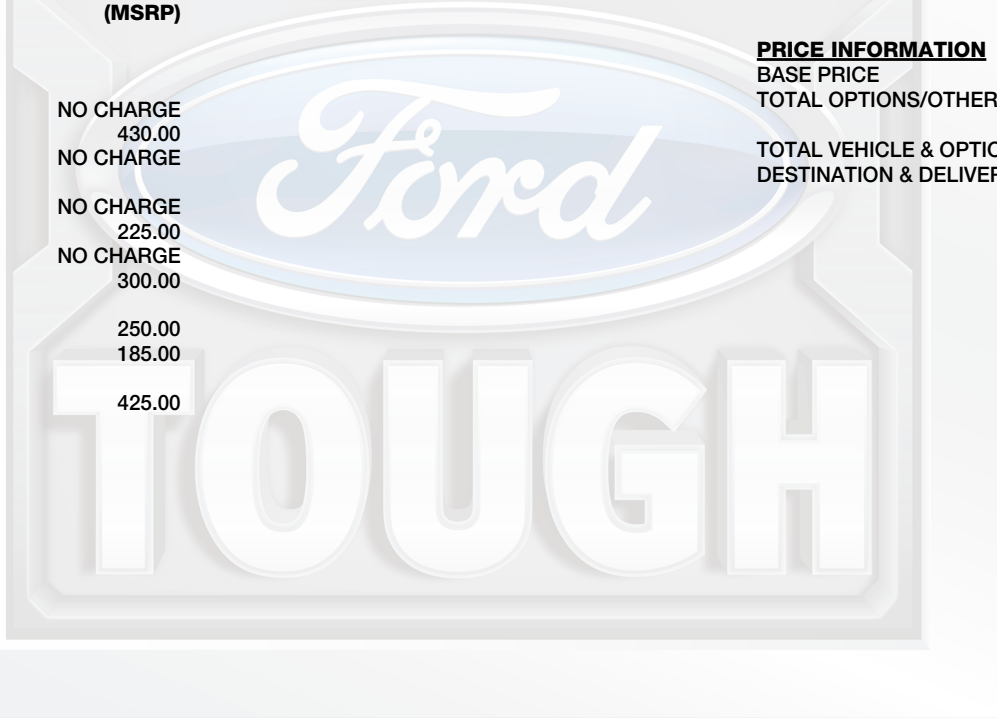 (MSRP)
NO CHARGE
430.00
NO CHARGE
NO CHARGE
225.00
NO CHARGE
300.00
250.00
185.00
425.00
PRICE INFORMATION
BASE PRICE
TOTAL OPTIONS/OTHER
TOTAL VEHICLE & OPTIO
DESTINATION & DELIVER
Ford
TOUGH